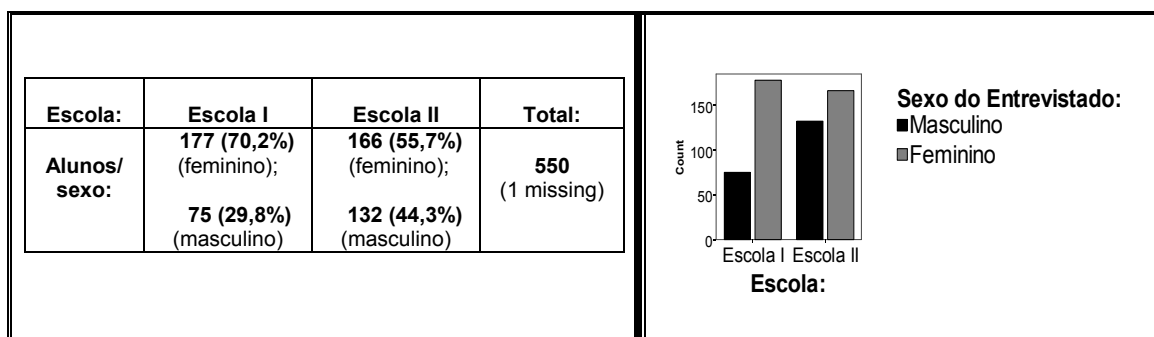 Escola: Escola I Escola II Total:
Alunos/
sexo:
177 (70,2%)
(feminino);
75 (29,8%)
(masculino)
166 (55,7%)
(feminino);
132 (44,3%)
(masculino)
550
(1 missing)
150
100
50
0
Count
Escola I Escola II
Escola:
Sexo do Entrevistado:
Masculino
Feminino